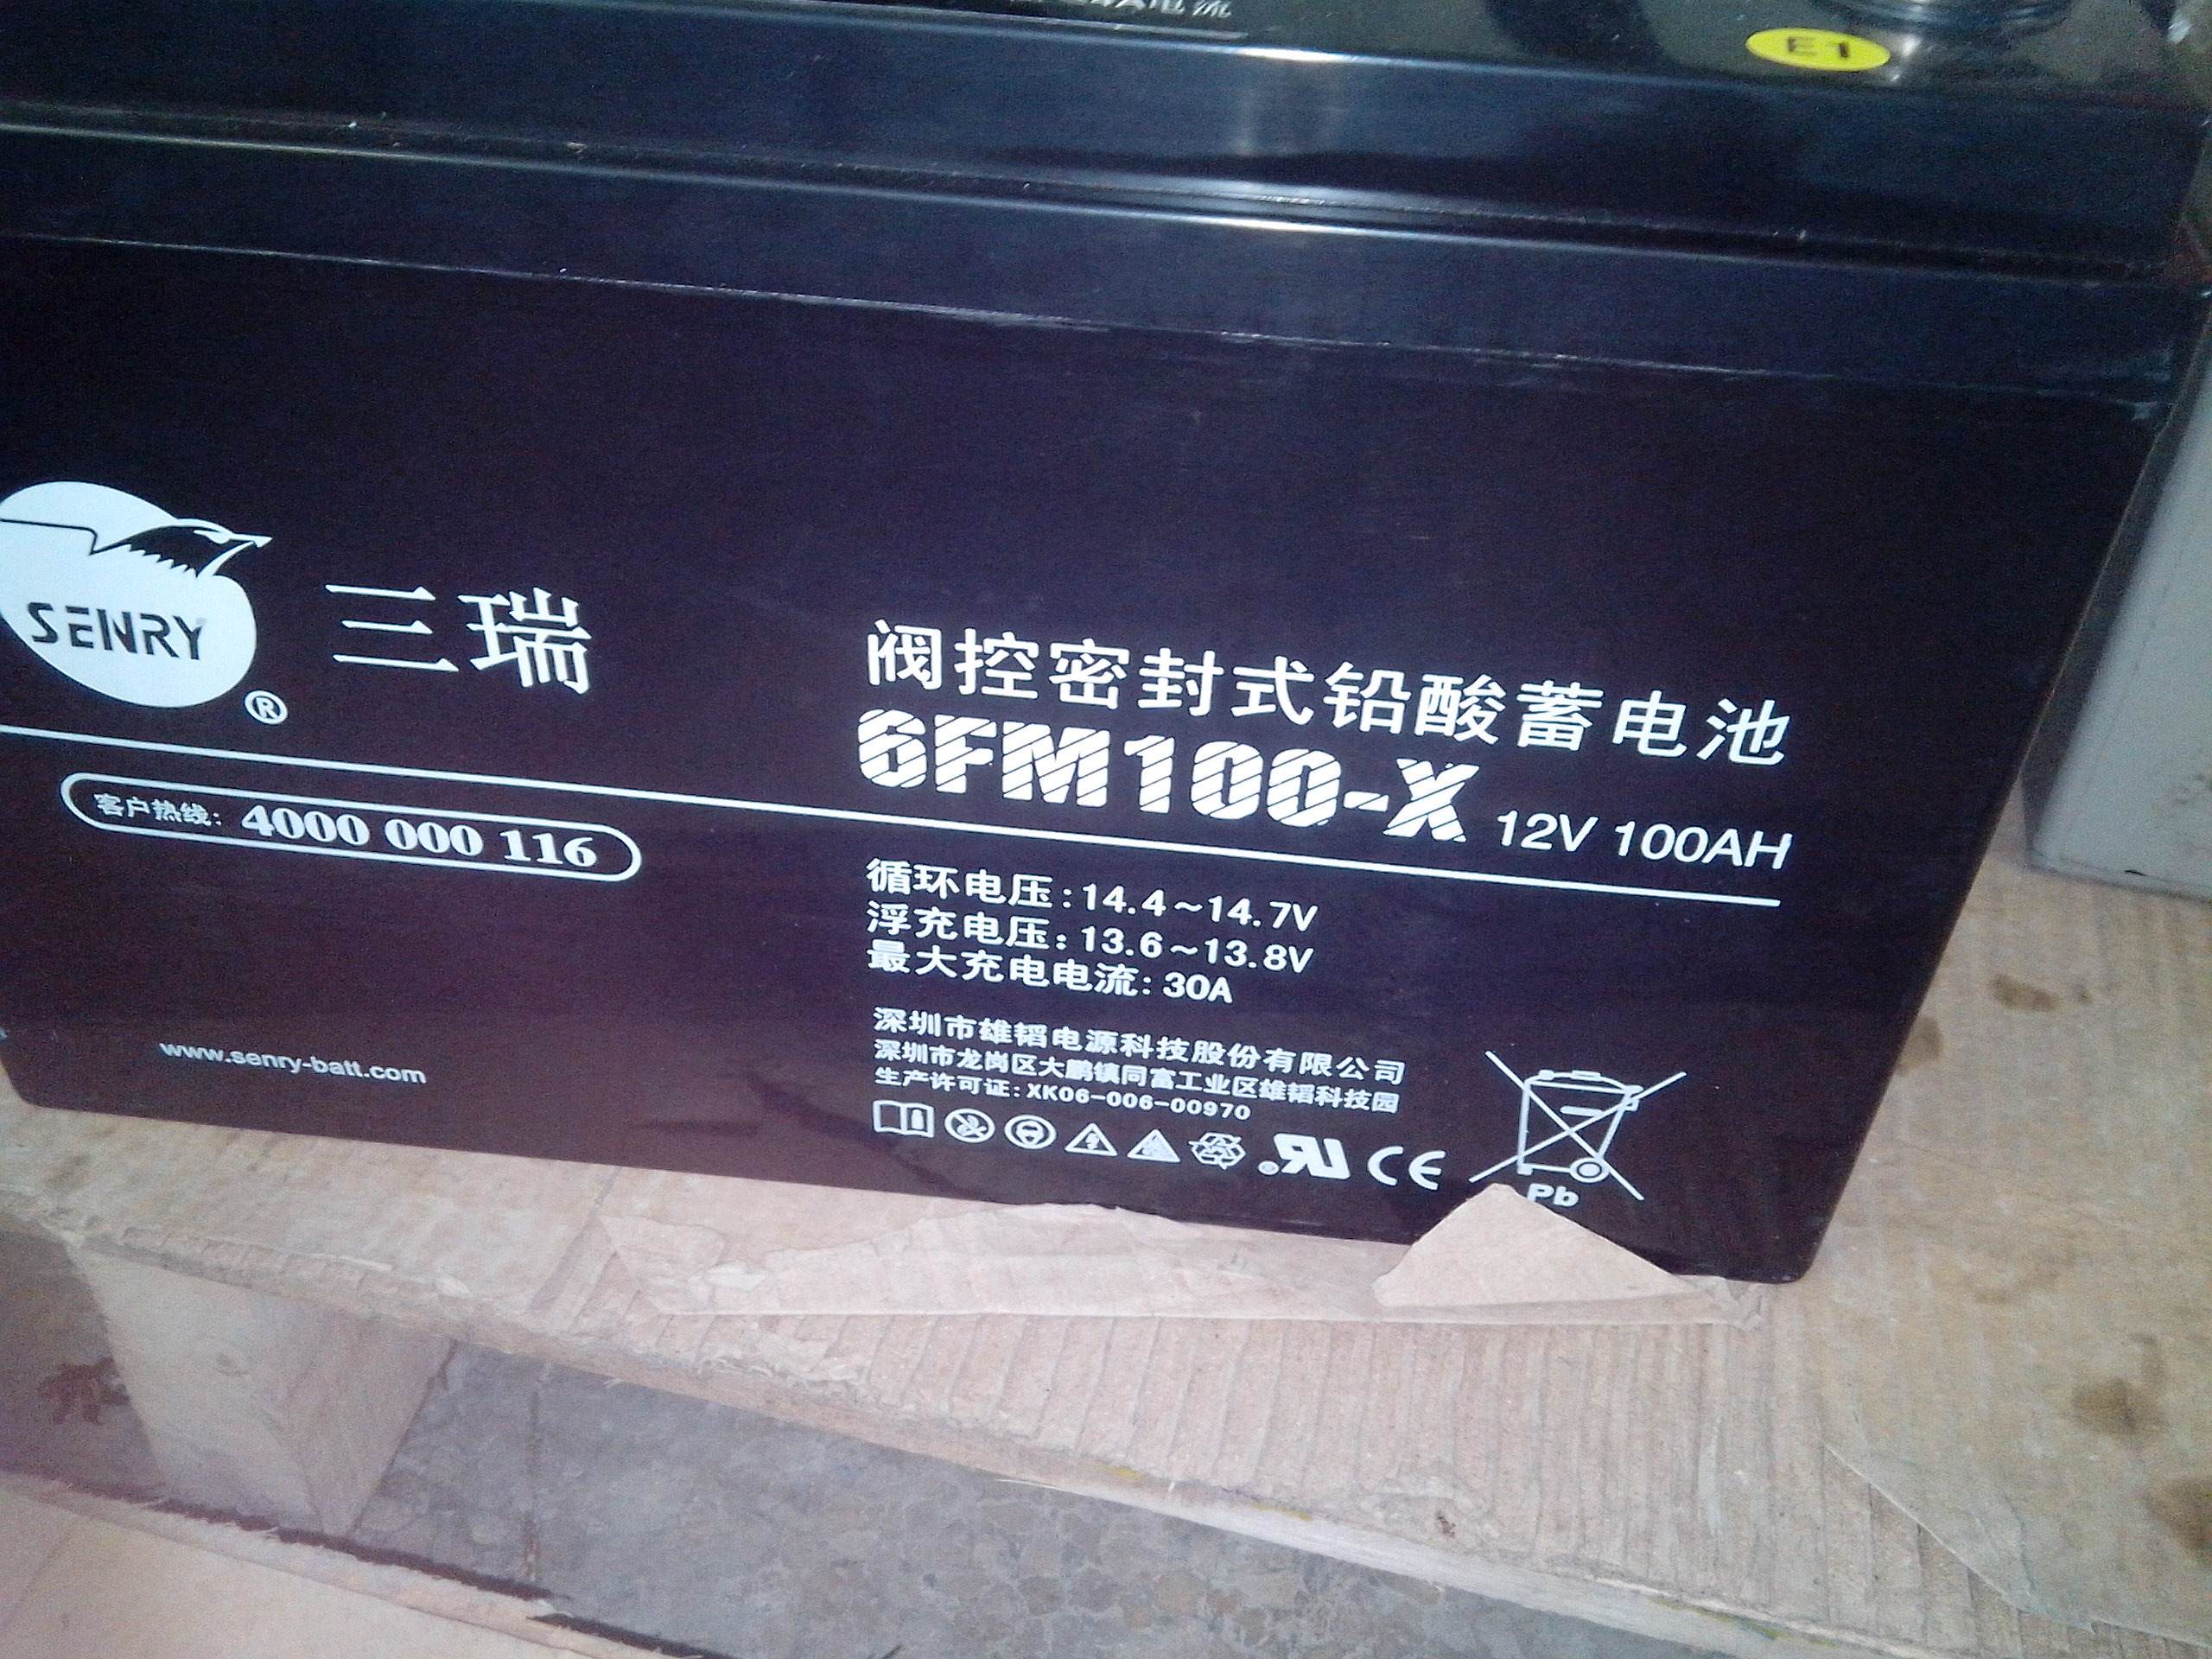 E1
SENRY
®
三瑞
阀控密封式铅酸蓄电池
6FM100-X 12V 100AH
客户热线: 4000 000 116
循环电压:14.4~14.7V
浮充电压:13.6~13.8V
最大充电电流:30A
深圳市雄韬电源科技股份有限公司
深圳市龙岗区大鹏镇同富工业区雄韬科技园
生产许可证:XK06-006-00970
www.senry-batt.com
CE
Pb